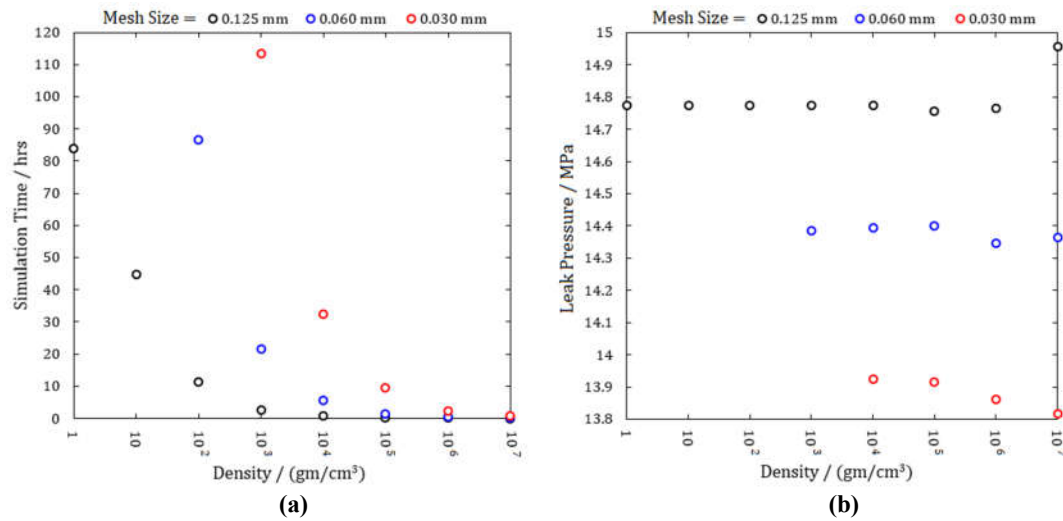 Mesh Size = 0.125 mm 0.060 mm 0.030 mm
120
110
100
90
80
70
60
50
40
30
20
10
0
Simulation Time / hrs
1 10 10² 10³ 10⁴ 10⁵ 10⁶ 10⁷
Density / (gm/cm³)
(a)
Mesh Size = 0.125 mm 0.060 mm 0.030 mm
15
14.9
14.8
14.7
14.6
14.5
14.4
14.3
14.2
14.1
14
13.9
13.8
Leak Pressure / MPa
1 10 10² 10³ 10⁴ 10⁵ 10⁶ 10⁷
Density / (gm/cm³)
(b)